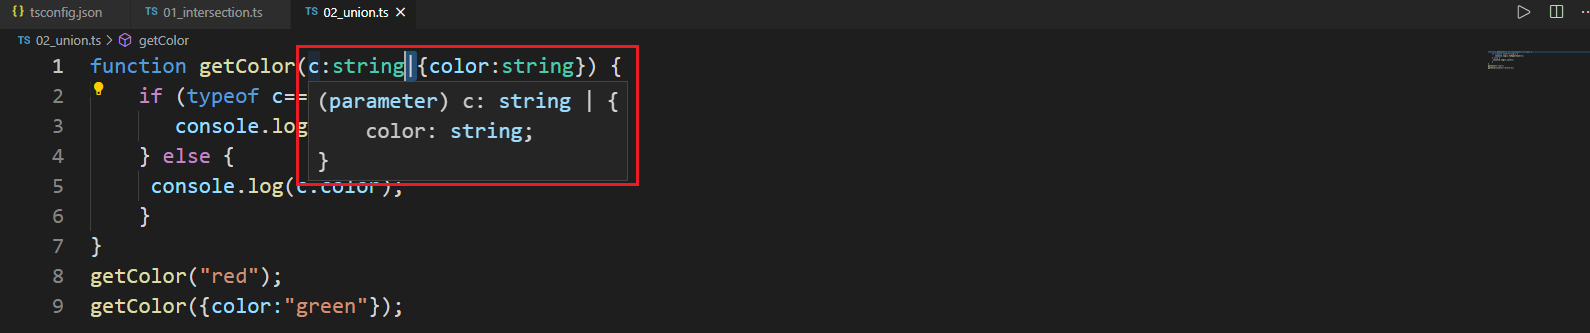 {} tsconfig.json TS 01_intersection.ts TS 02_union.ts ×
TS 02_union.ts > getColor
1 function getColor(c:string|{color:string}) {
2 if (typeof c==
(parameter) c: string | {
color: string;
}
3 console.log
4 } else {
5 console.log(c.color);
6 }
7 }
8 getColor("red");
9 getColor({color:"green"});